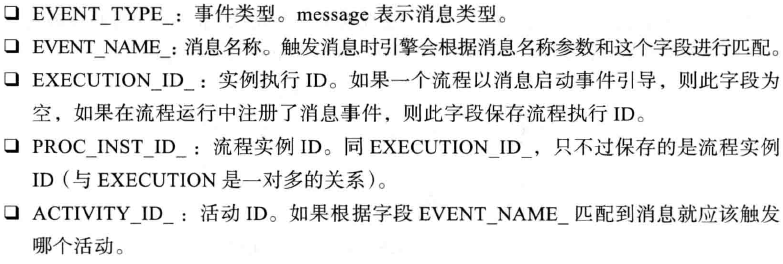 ❑ EVENT_TYPE_：事件类型。message 表示消息类型。
❑ EVENT_NAME_：消息名称。触发消息时引擎会根据消息名称参数和这个字段进行匹配。
❑ EXECUTION_ID_：实例执行 ID。如果一个流程以消息启动事件引导，则此字段为
空，如果在流程运行中注册了消息事件，则此字段保存流程执行 ID。
❑ PROC_INST_ID_：流程实例 ID。同 EXECUTION_ID_，只不过保存的是流程实例
ID（与 EXECUTION 是一对多的关系）。
❑ ACTIVITY_ID_：活动 ID。如果根据字段 EVENT_NAME_ 匹配到消息就应该触发
哪个活动。